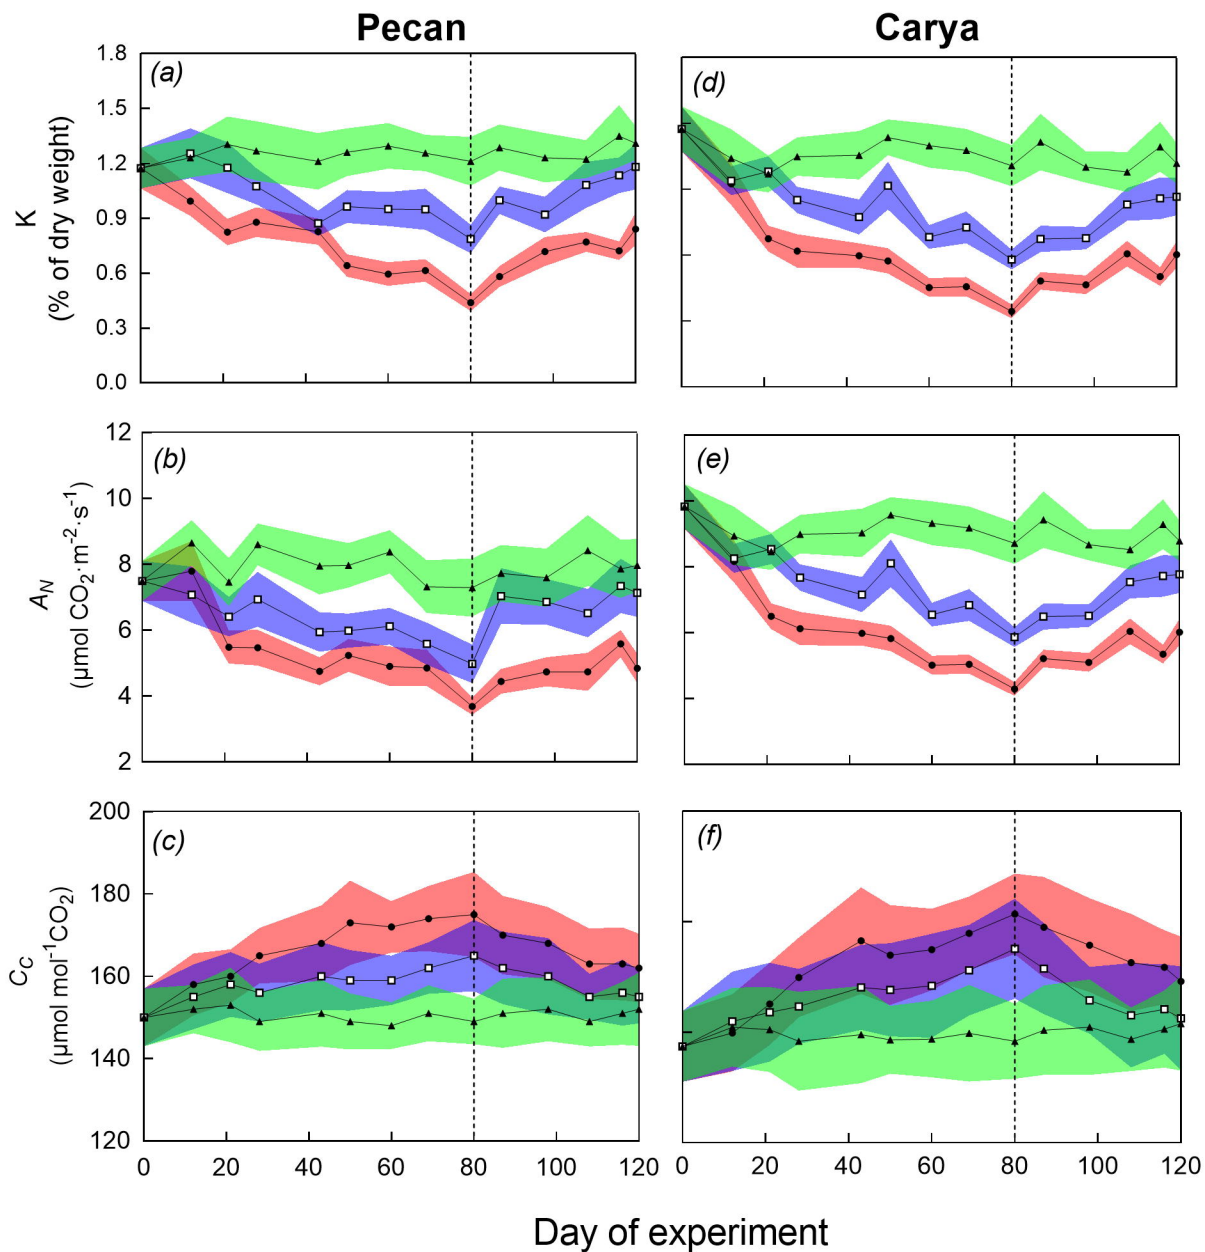 Pecan
Carya
(a)
(d)
K
(% of dry weight)
1.8
1.5
1.2
0.9
0.6
0.3
0.0
(b)
(e)
A_N
(µmol CO₂·m⁻²·s⁻¹)
12
10
8
6
4
2
(c)
(f)
C_C
(µmol mol⁻¹CO₂)
200
180
160
140
120
0 20 40 60 80 100 120
0 20 40 60 80 100 120
Day of experiment